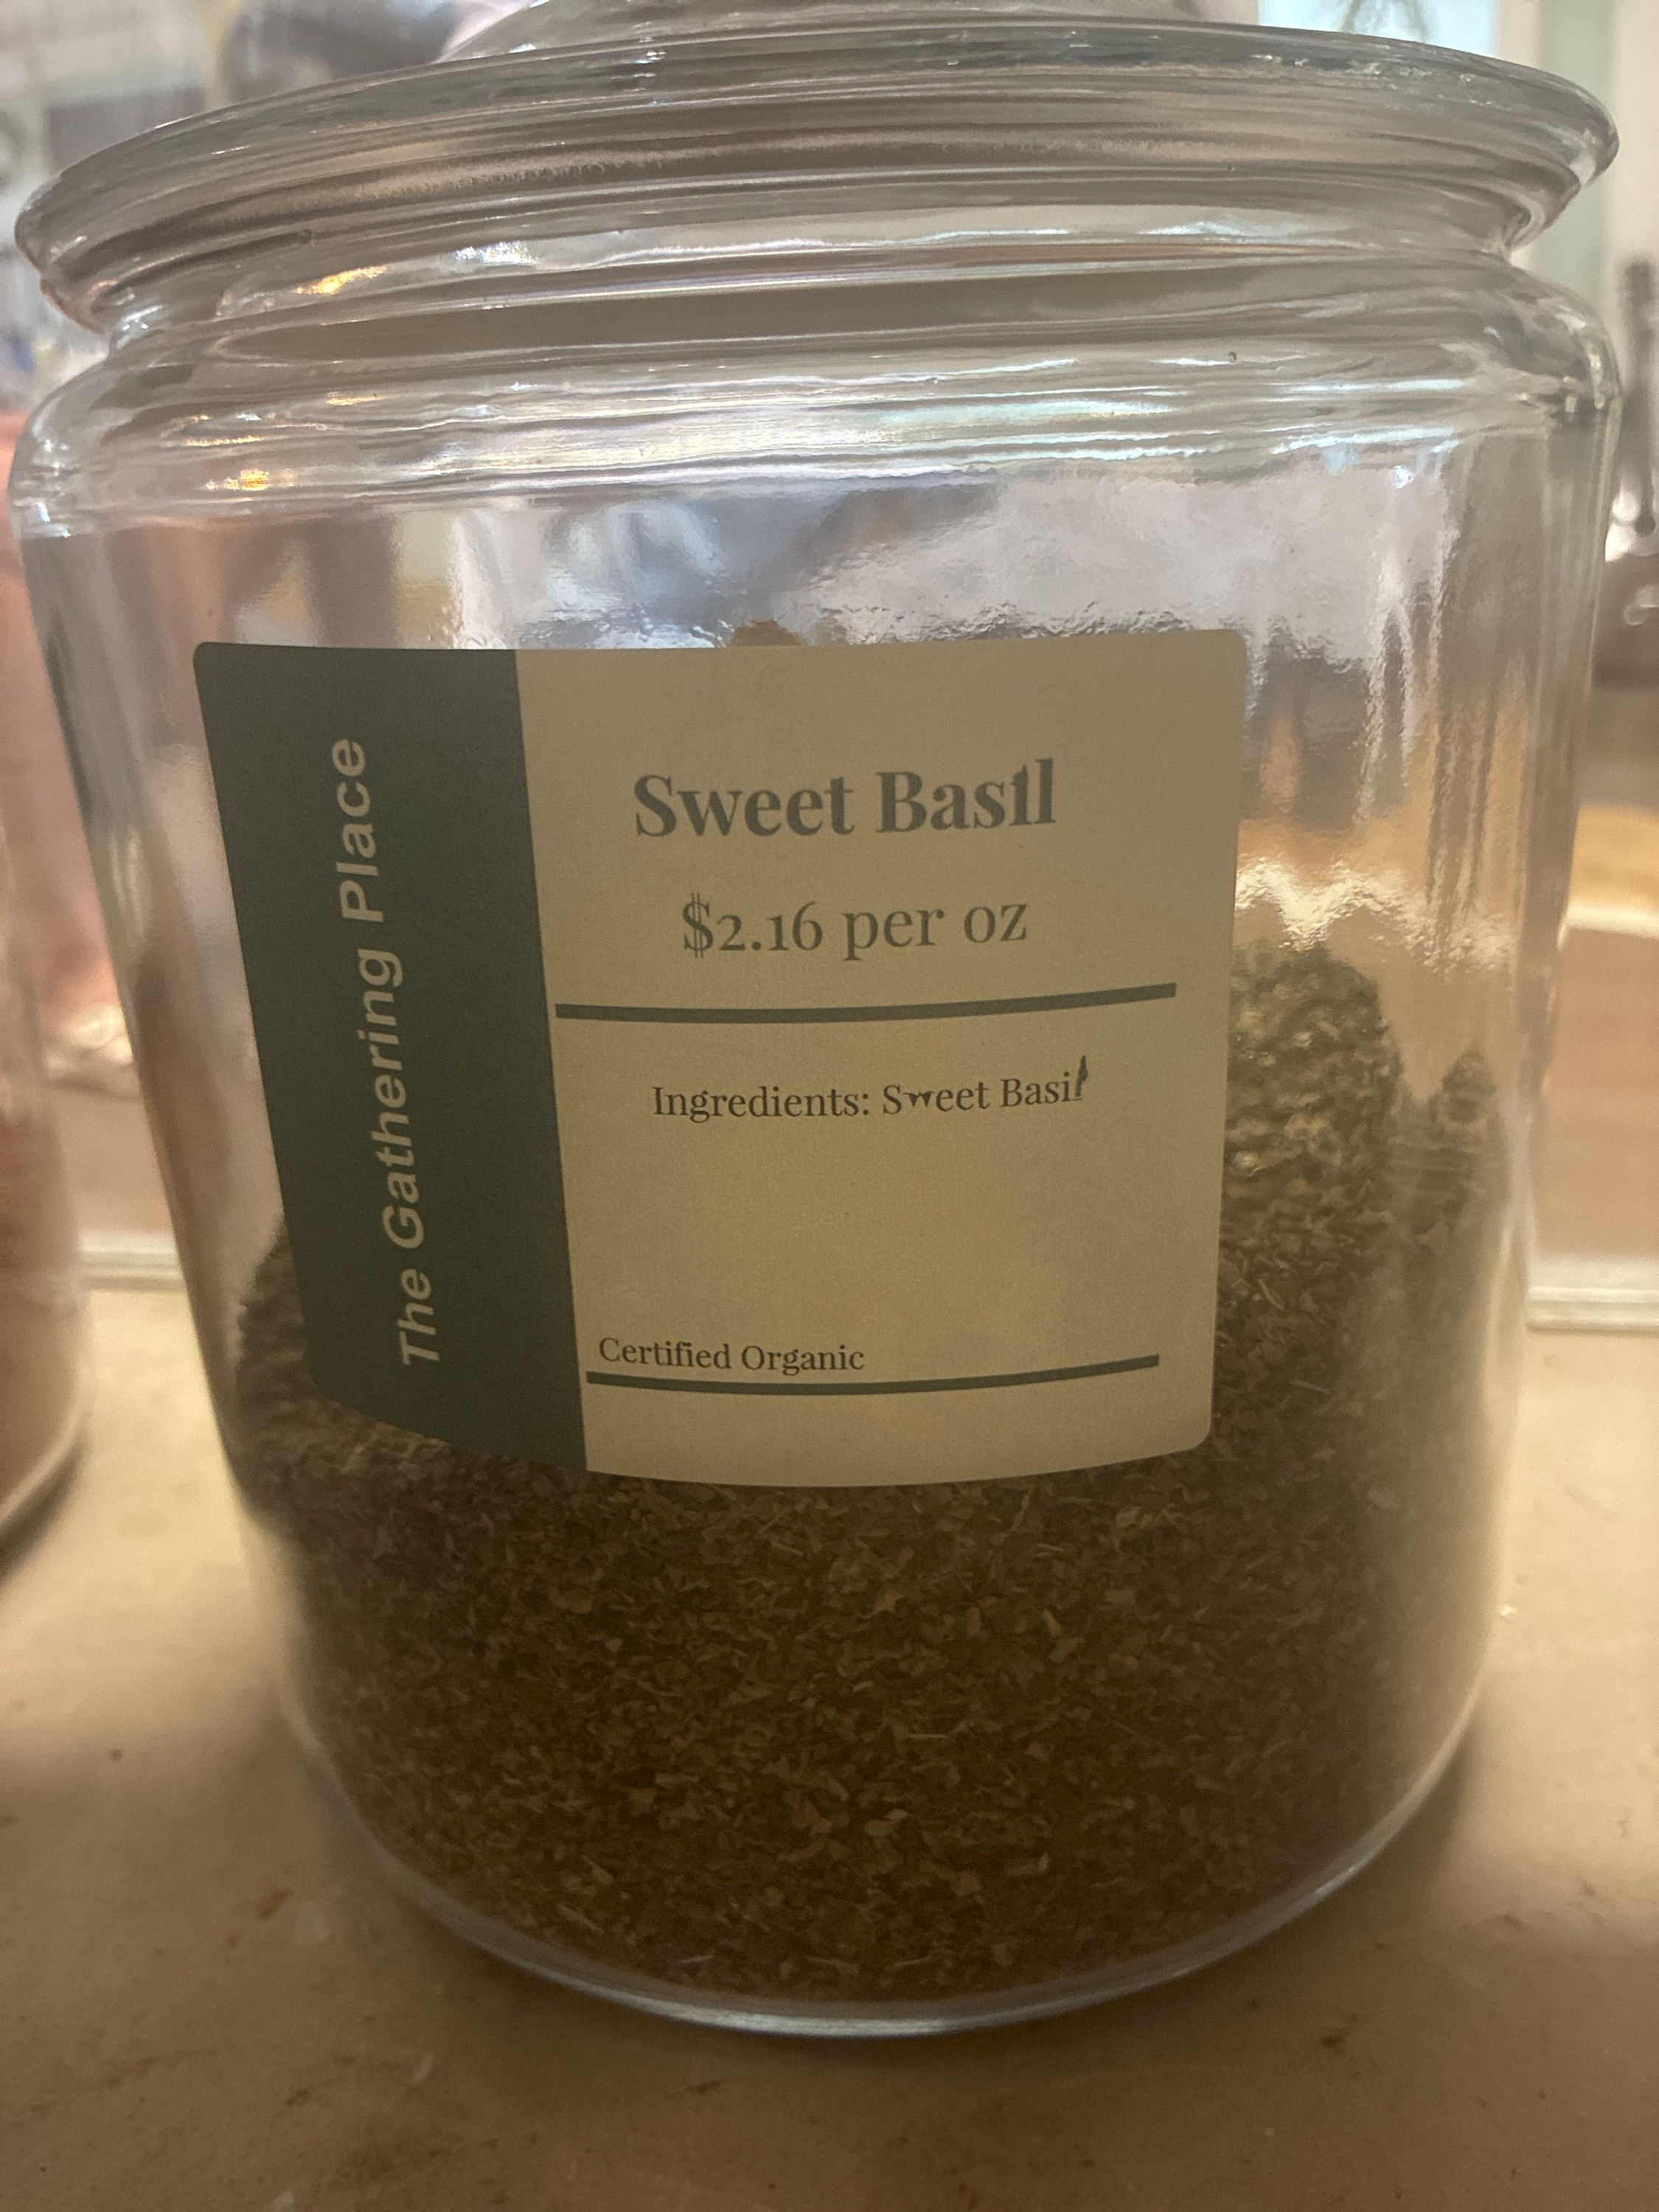 The Gathering Place
Sweet Basil
$2.16 per oz
Ingredients: Sweet Basil
Certified Organic